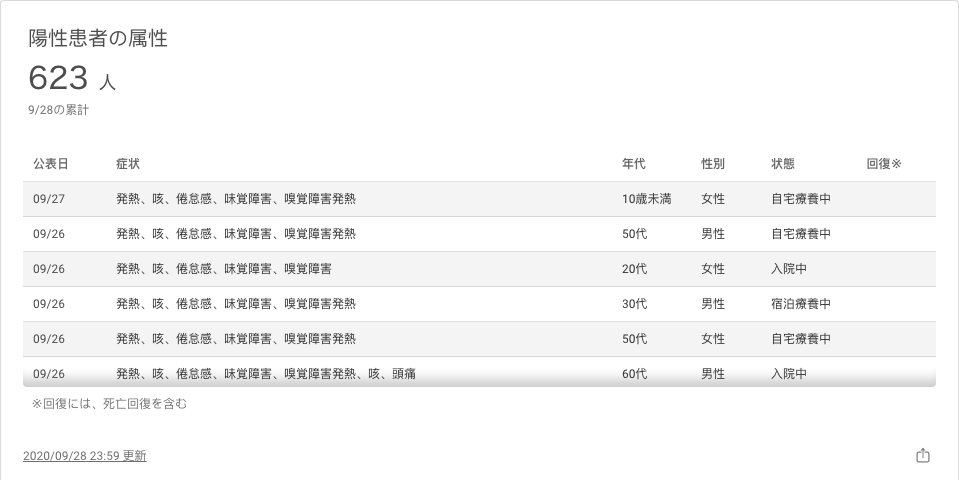 陽性患者の属性
623 人
9/28の累計
公表日 症状 年代 性別 状態 回復※
09/27 発熱、咳、倦怠感、味覚障害、嗅覚障害発熱 10歳未満 女性 自宅療養中
09/26 発熱、咳、倦怠感、味覚障害、嗅覚障害発熱 50代 男性 自宅療養中
09/26 発熱、咳、倦怠感、味覚障害、嗅覚障害 20代 女性 入院中
09/26 発熱、咳、倦怠感、味覚障害、嗅覚障害発熱 30代 男性 宿泊療養中
09/26 発熱、咳、倦怠感、味覚障害、嗅覚障害発熱 50代 女性 自宅療養中
09/26 発熱、咳、倦怠感、味覚障害、嗅覚障害発熱、咳、頭痛 60代 男性 入院中
※回復には、死亡回復を含む
2020/09/28 23:59 更新